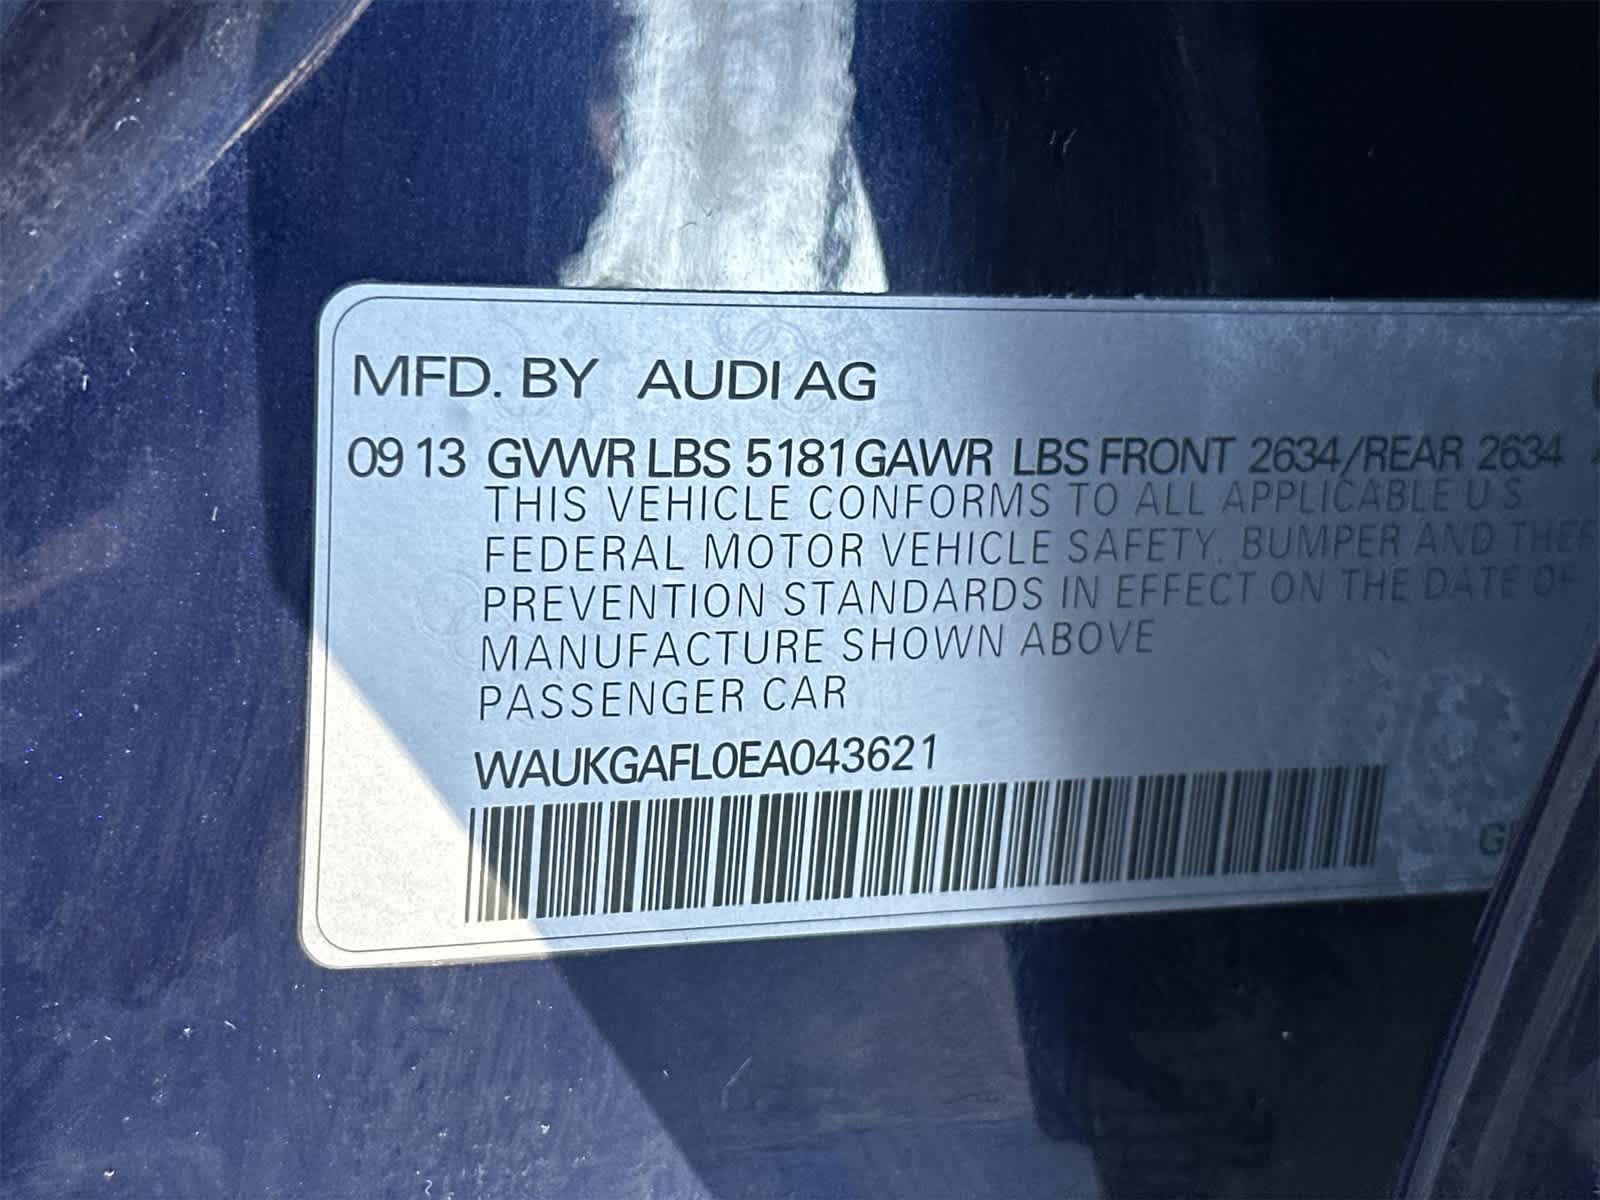 MFD. BY AUDI AG
09 13 GVWR LBS 5181 GAWR LBS FRONT 2634/REAR 2634
THIS VEHICLE CONFORMS TO ALL APPLICABLE U S
FEDERAL MOTOR VEHICLE SAFETY, BUMPER AND THEF
PREVENTION STANDARDS IN EFFECT ON THE DATE OF
MANUFACTURE SHOWN ABOVE
PASSENGER CAR
WAUKGAFL0EA043621